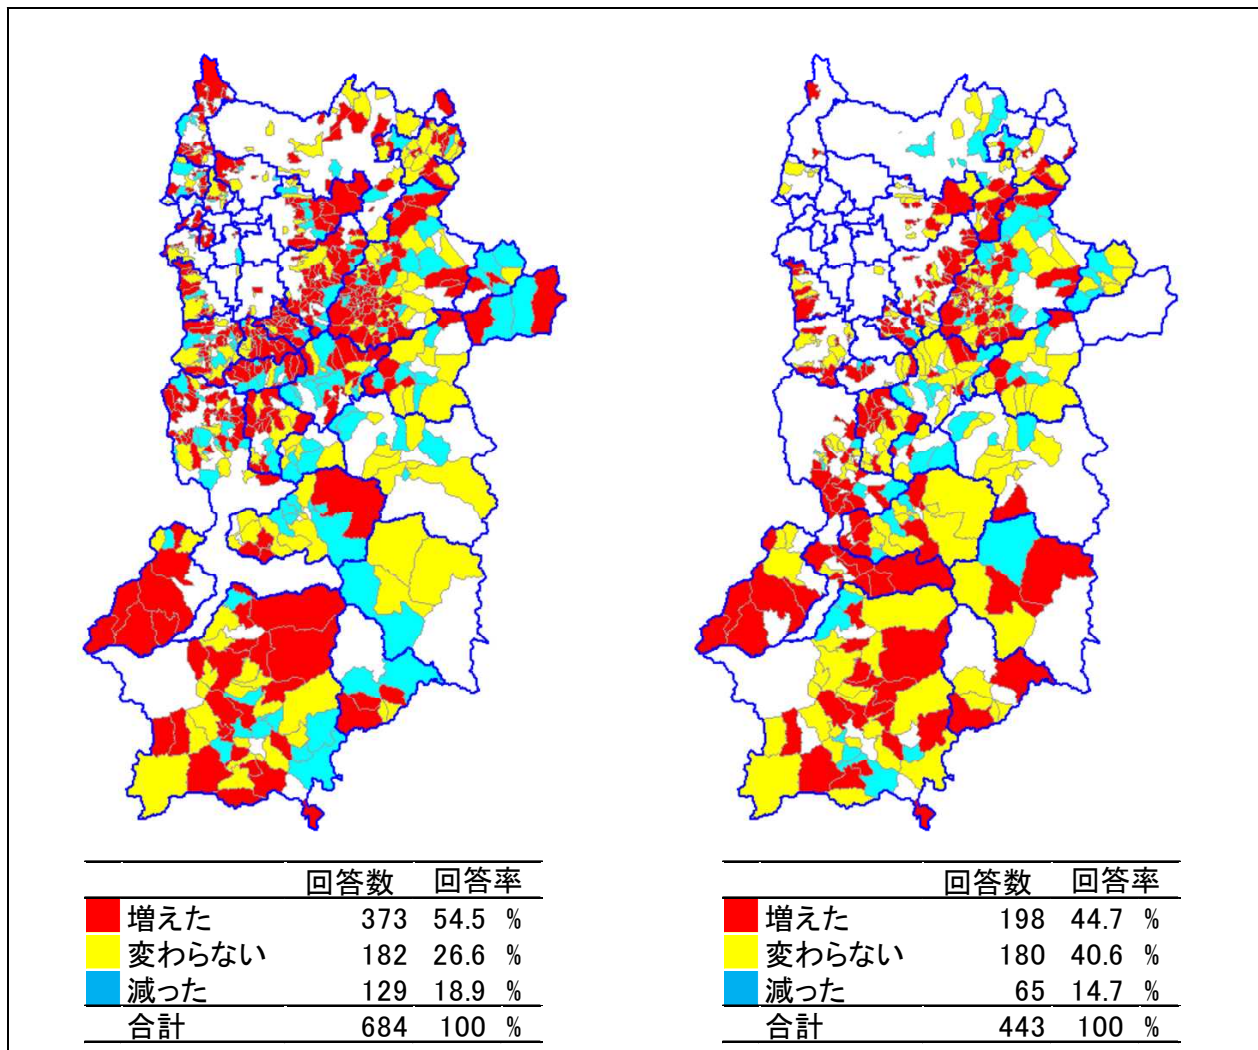 回答数 回答率
増えた 373 54.5 %
変わらない 182 26.6 %
減った 129 18.9 %
合計 684 100 %
回答数 回答率
増えた 198 44.7 %
変わらない 180 40.6 %
減った 65 14.7 %
合計 443 100 %